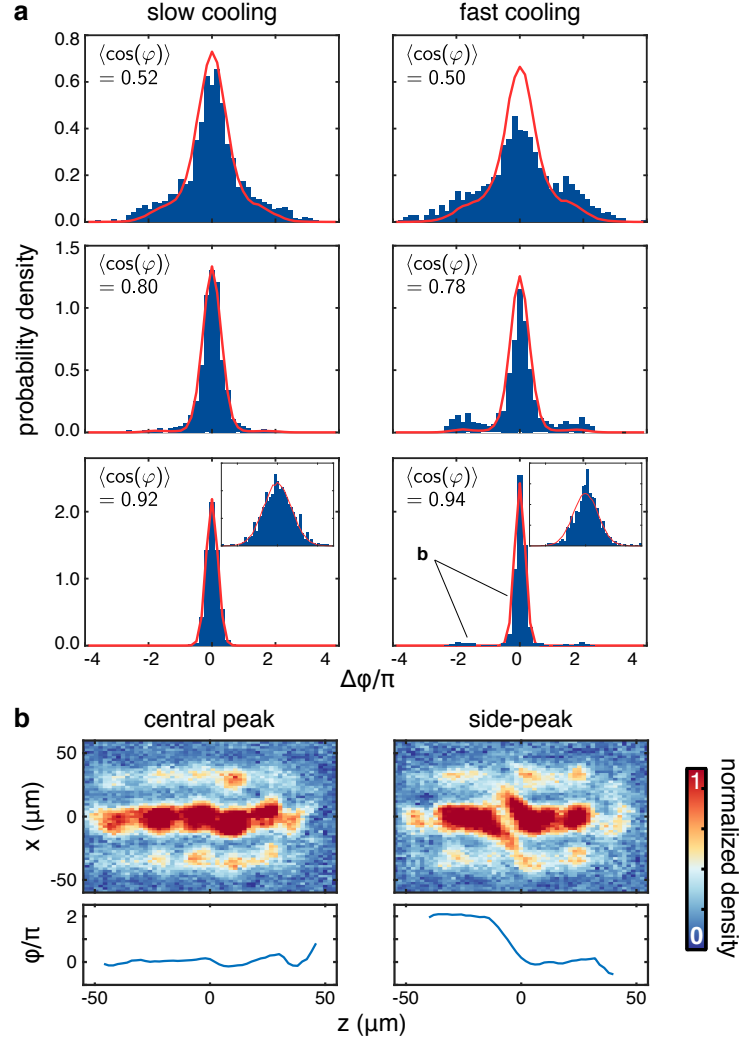 slow cooling
fast cooling
a
0.8
0.6
0.4
0.2
0.0
⟨cos(φ)⟩
= 0.52
⟨cos(φ)⟩
= 0.50
probability density
1.5
1.0
0.5
0.0
⟨cos(φ)⟩
= 0.80
⟨cos(φ)⟩
= 0.78
2.0
1.0
0.0
⟨cos(φ)⟩
= 0.92
⟨cos(φ)⟩
= 0.94
b
-4 -2 0 2 4
-4 -2 0 2 4
Δφ/π
b
central peak
side-peak
x (μm)
50
0
-50
φ/π
2
0
-50 0 50
-50 0 50
z (μm)
1
0
normalized density